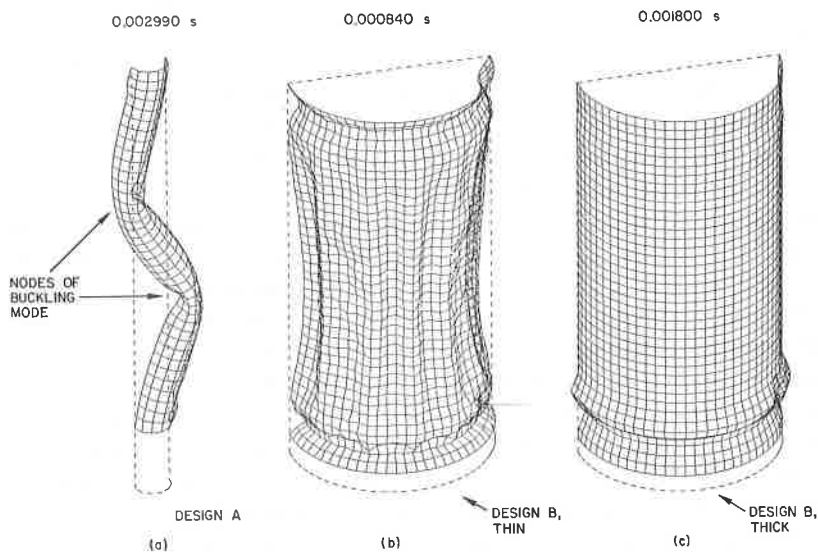 0.002990 s
0.000840 s
0.001800 s
NODES OF
BUCKLING
MODE
DESIGN A
DESIGN B,
THIN
DESIGN B,
THICK
(a)
(b)
(c)